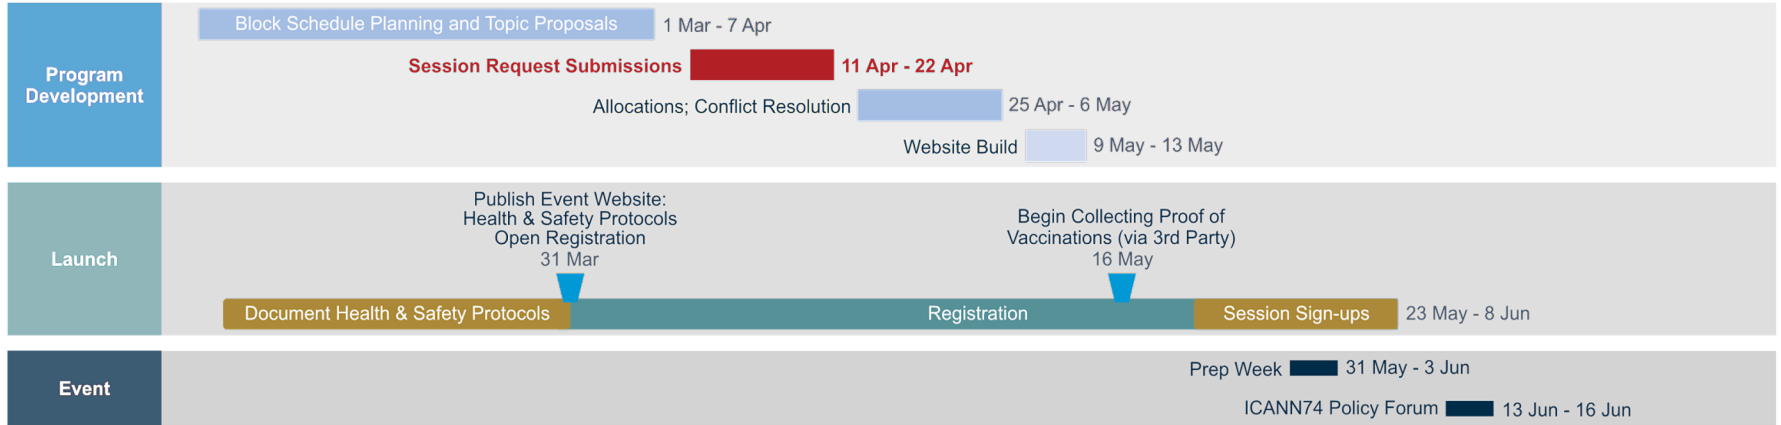 Program
Development
Block Schedule Planning and Topic Proposals 1 Mar - 7 Apr
Session Request Submissions 11 Apr - 22 Apr
Allocations; Conflict Resolution 25 Apr - 6 May
Website Build 9 May - 13 May
Launch
Publish Event Website:
Health & Safety Protocols
Open Registration
31 Mar
Begin Collecting Proof of
Vaccinations (via 3rd Party)
16 May
Document Health & Safety Protocols Registration Session Sign-ups 23 May - 8 Jun
Event
Prep Week 31 May - 3 Jun
ICANN74 Policy Forum 13 Jun - 16 Jun